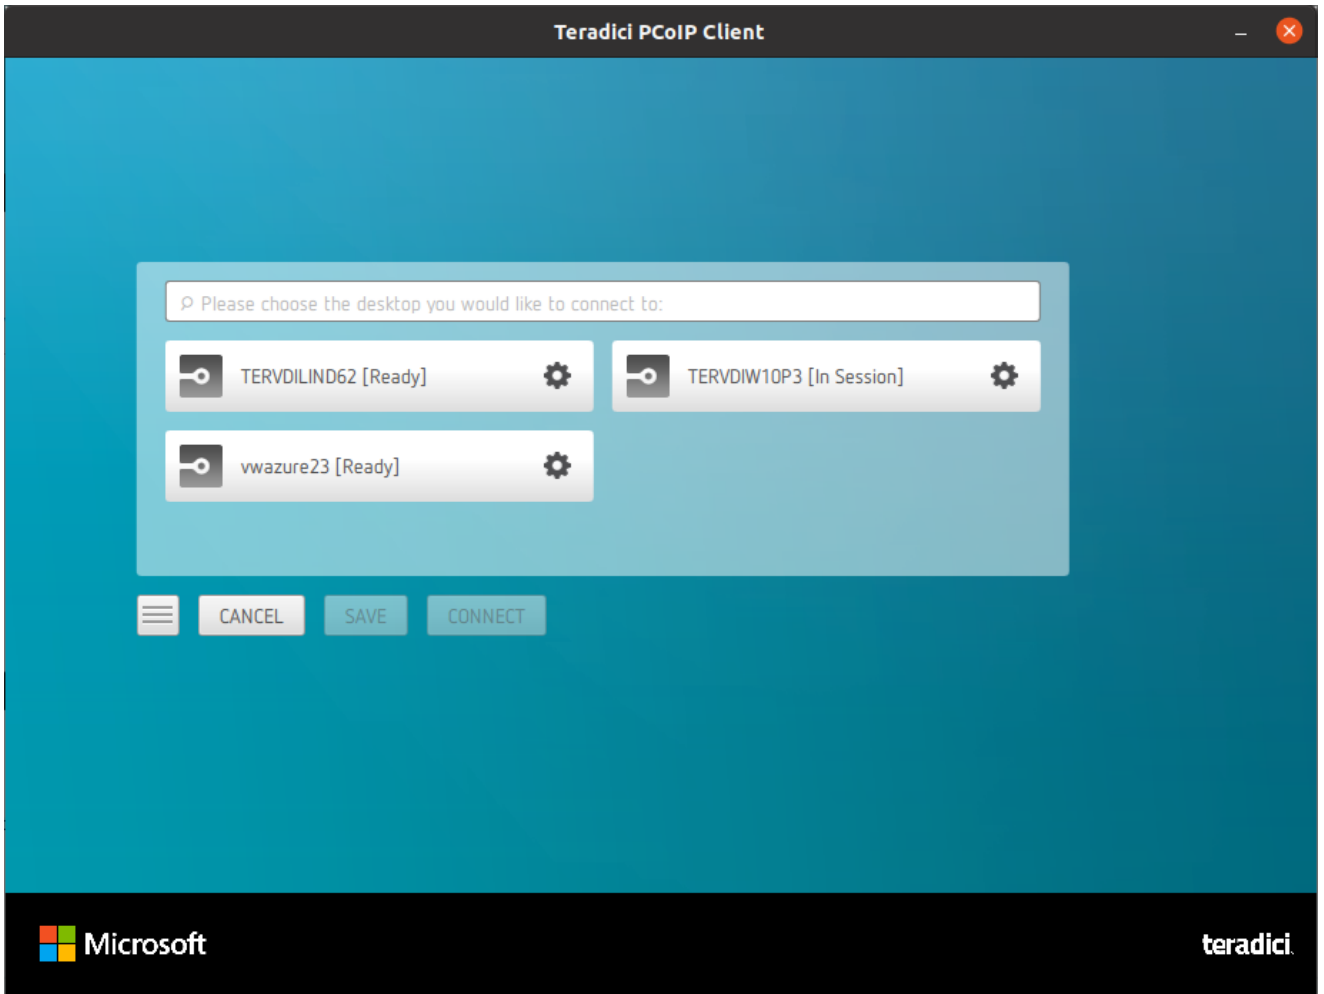 Teradici PCoIP Client
Please choose the desktop you would like to connect to:
TERVDILIND62 [Ready]
TERVDIW10P3 [In Session]
vwazure23 [Ready]
CANCEL
SAVE
CONNECT
Microsoft
teradici.